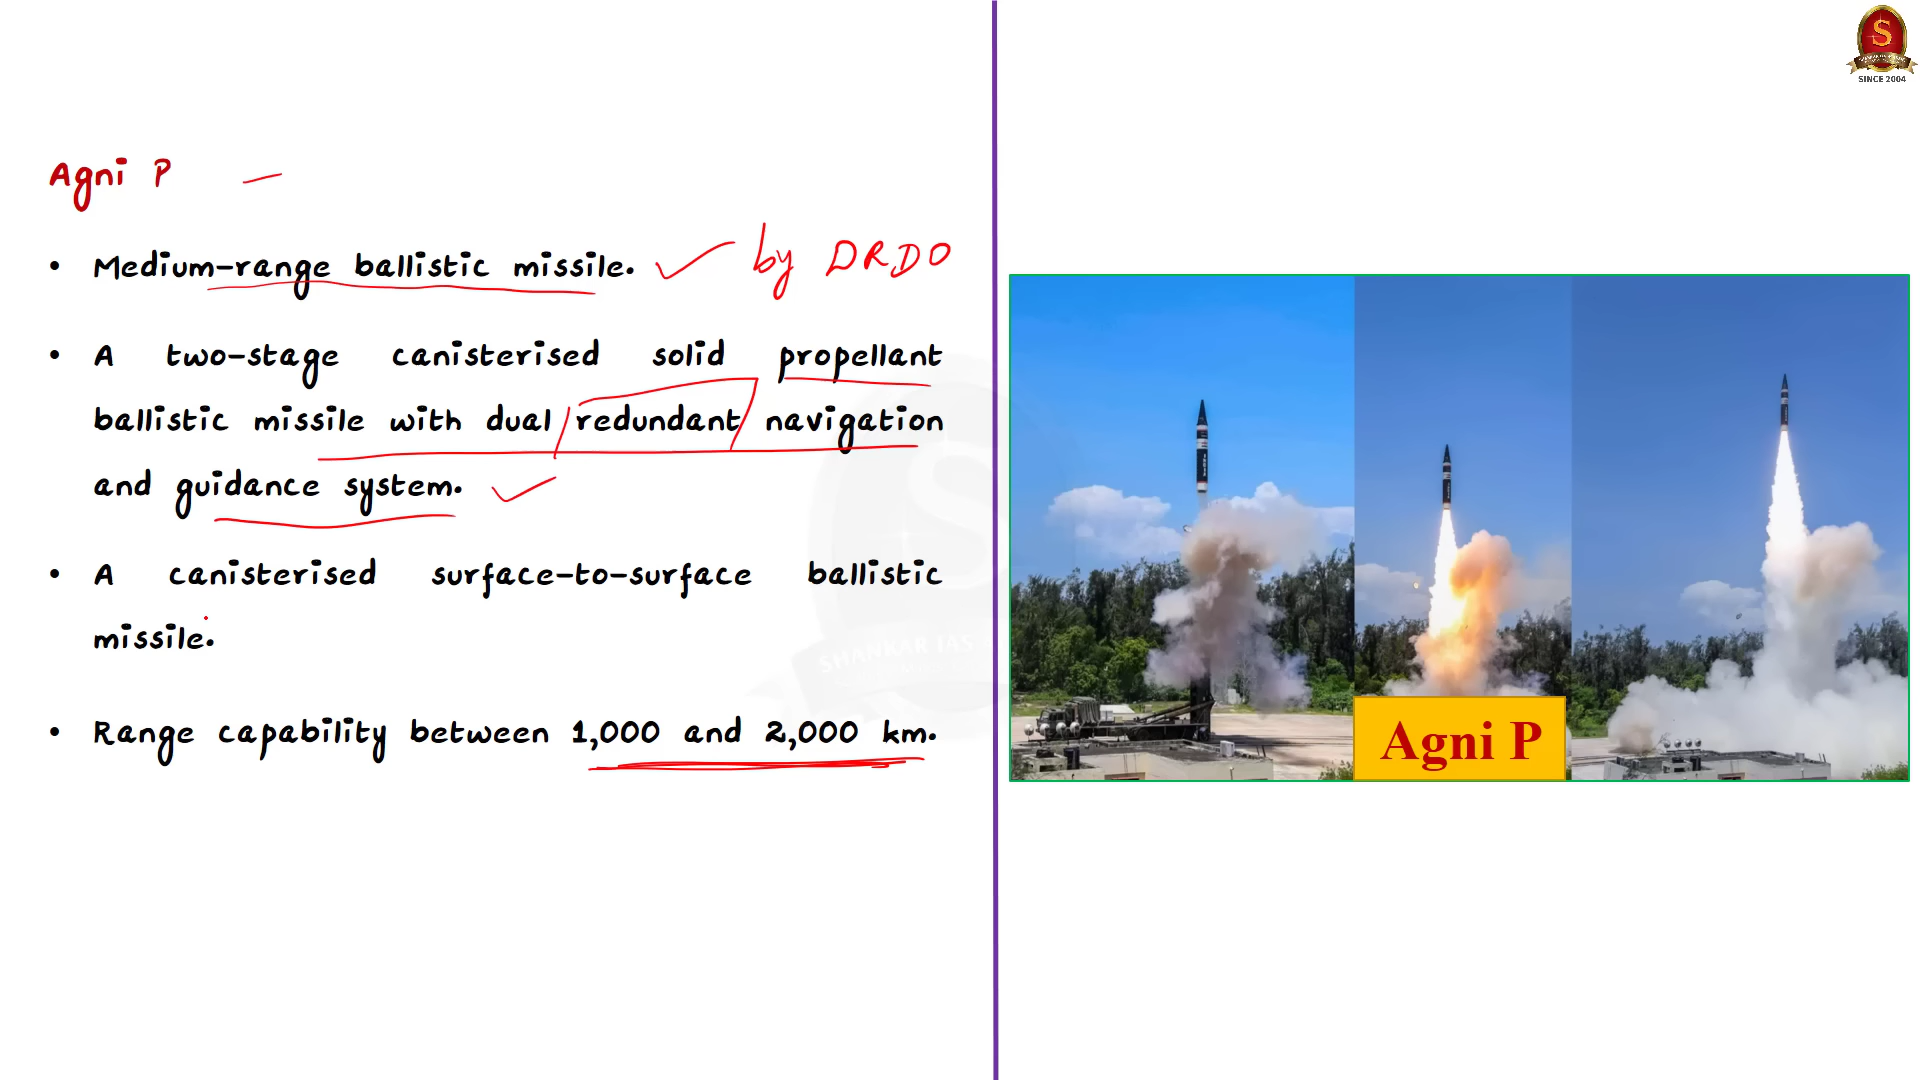 SINCE 2004
Agni P
• Medium-range ballistic missile. by DRDO
• A two-stage canisterised solid propellant
ballistic missile with dual redundant navigation
and guidance system.
• A canisterised surface-to-surface ballistic
missile.
• Range capability between 1,000 and 2,000 km.
SHANKAR IAS
Agni P